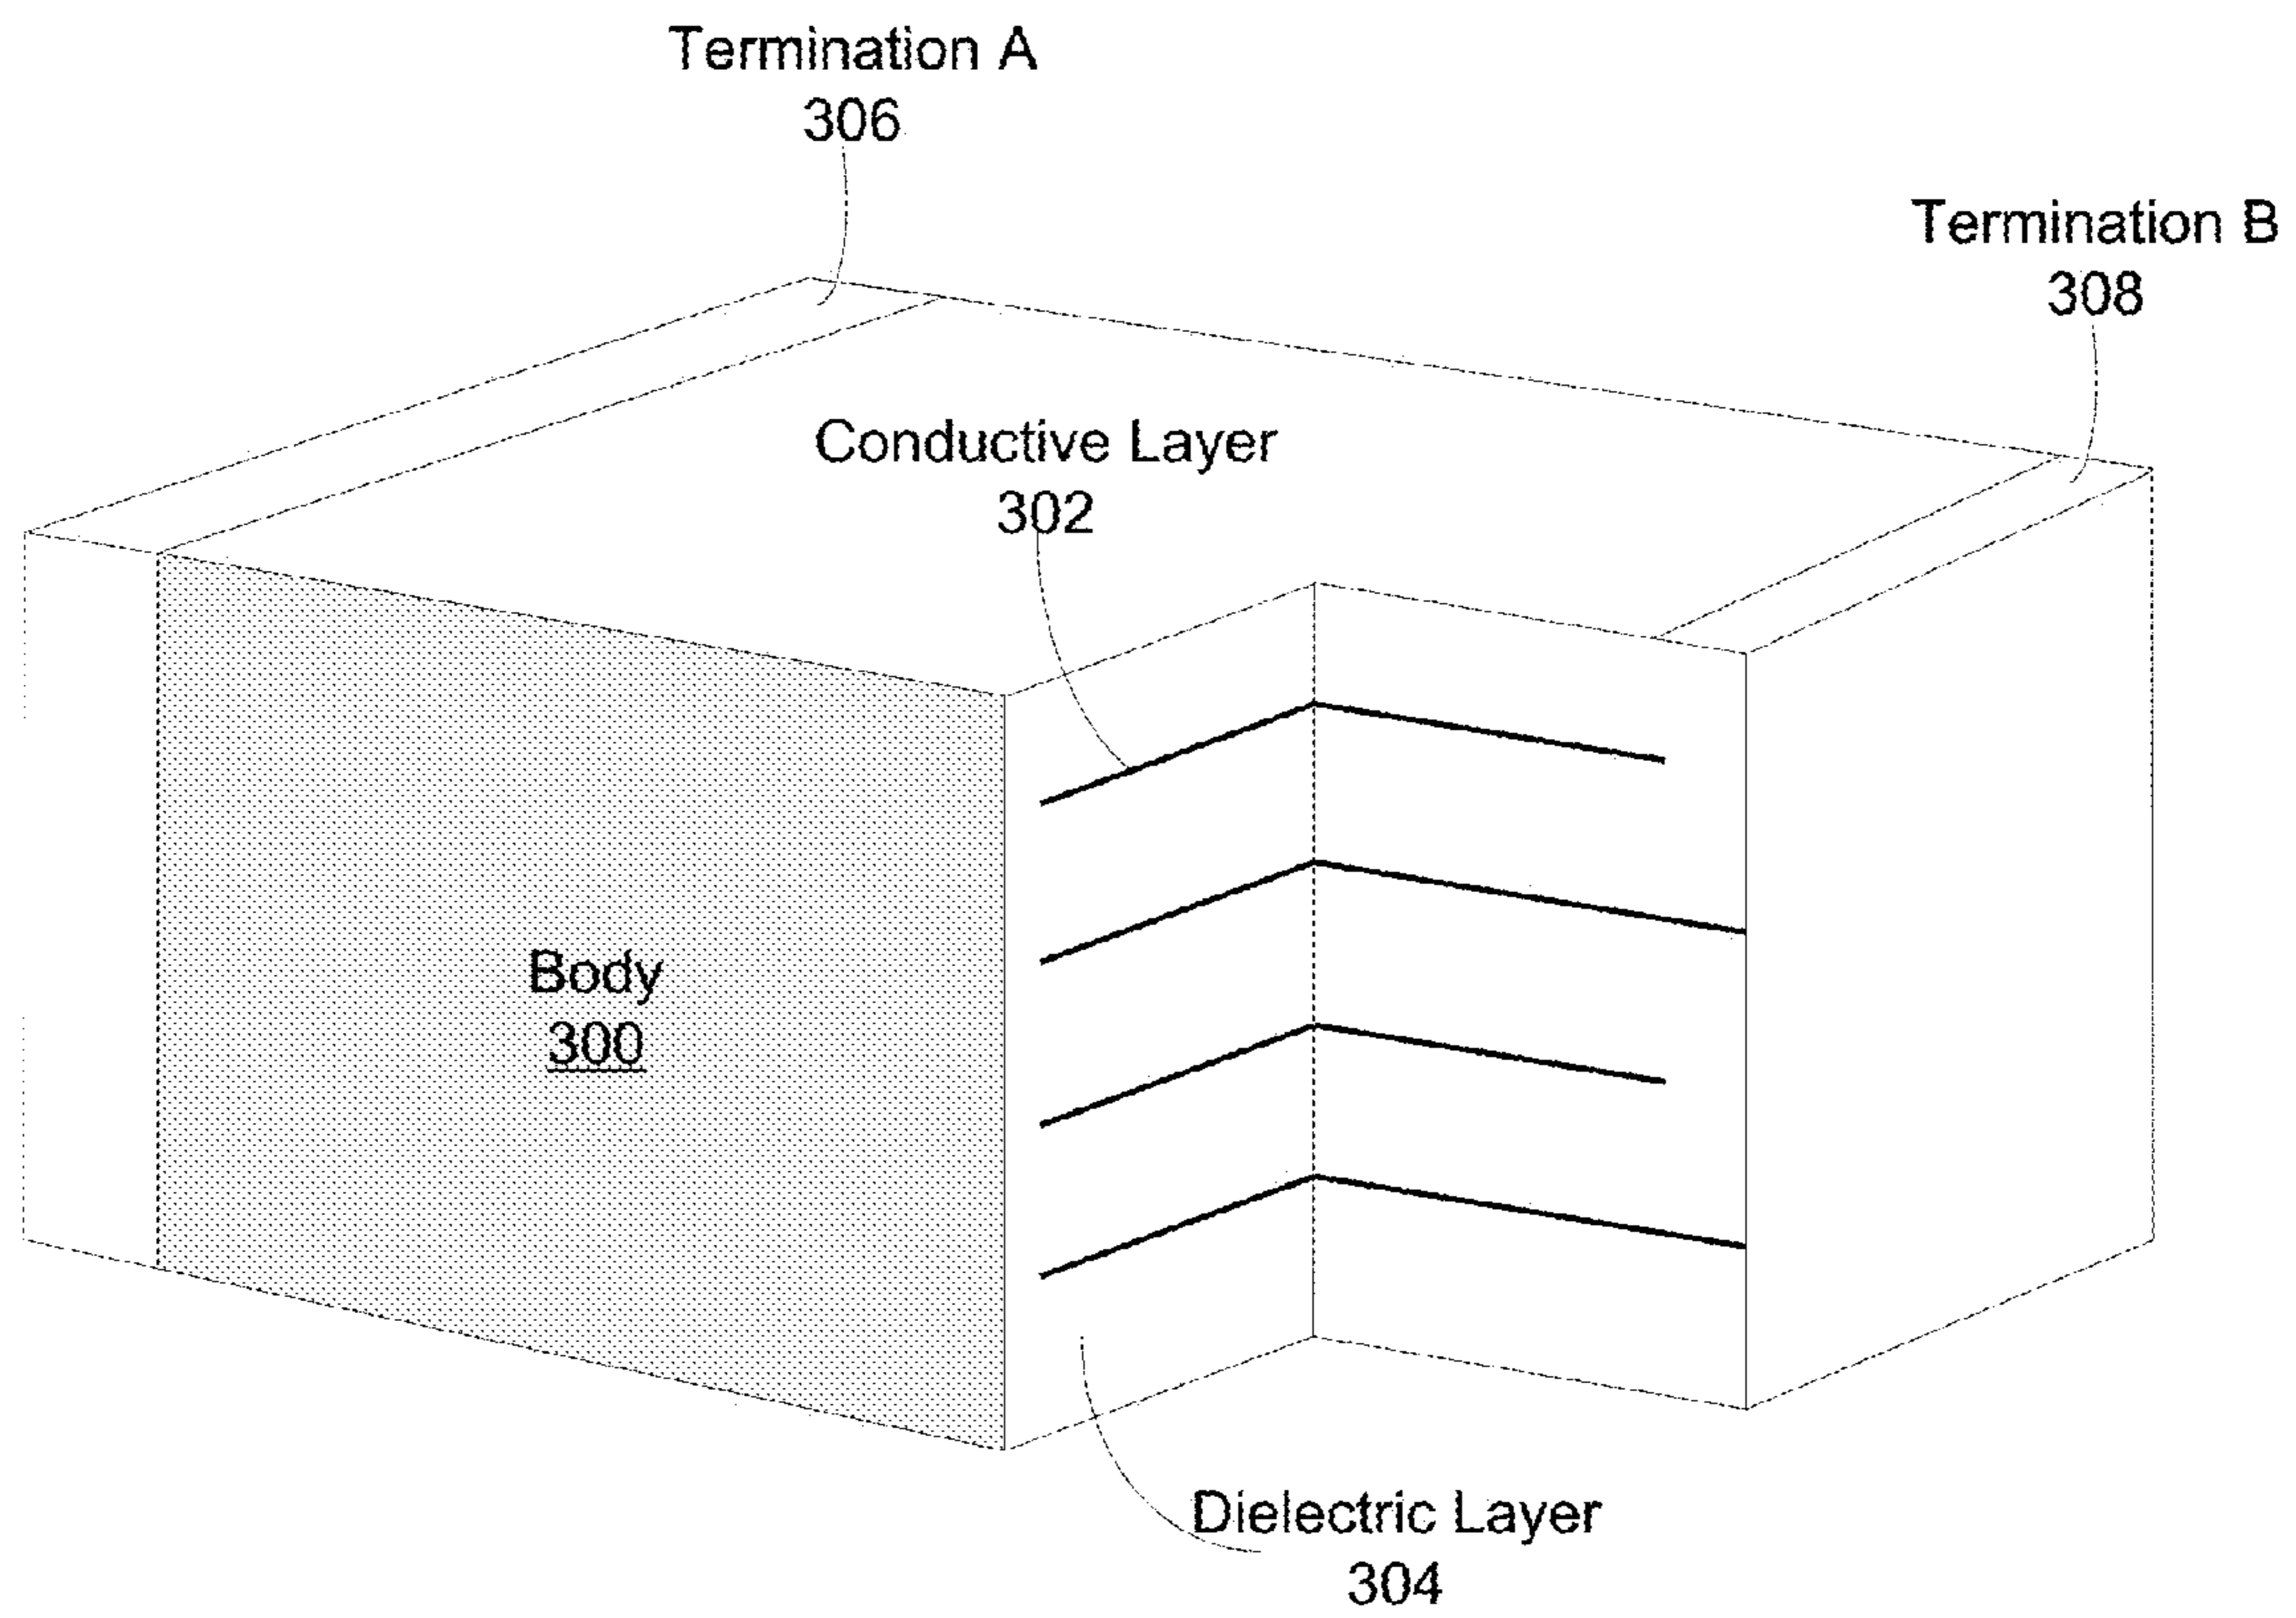 Termination A
306
Termination B
308
Conductive Layer
302
Body
300
Dielectric Layer
304